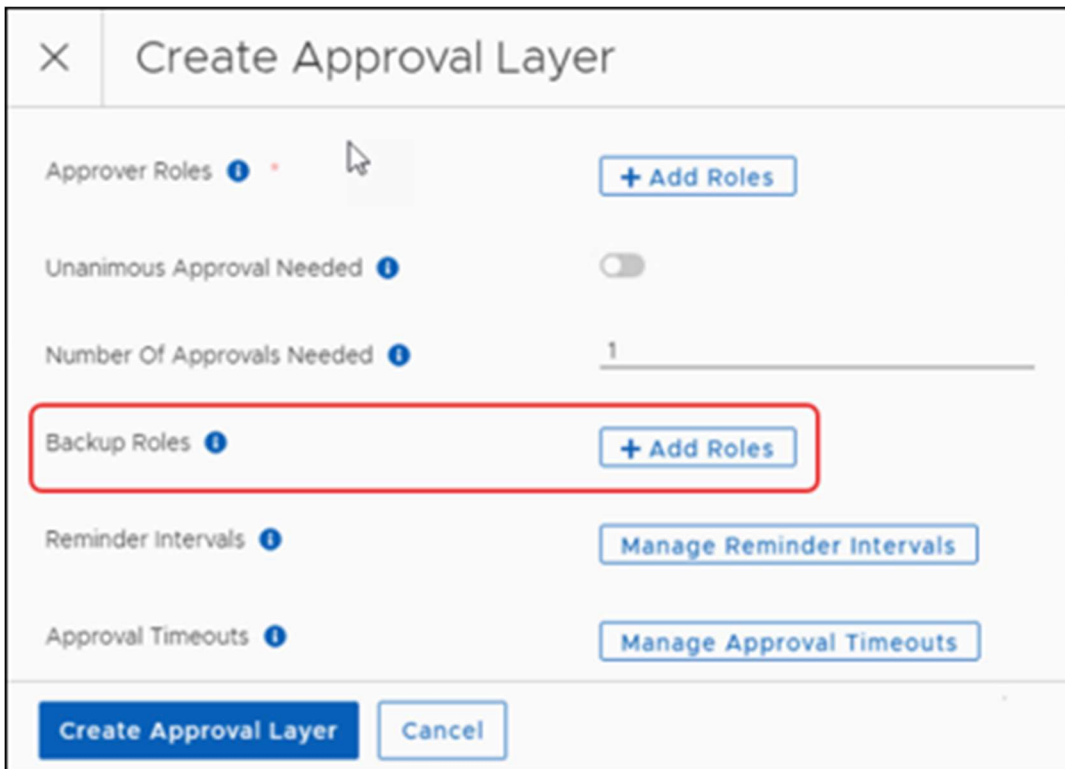 Create Approval Layer
Approver Roles *
+ Add Roles
Unanimous Approval Needed
Number Of Approvals Needed
1
Backup Roles
+ Add Roles
Reminder Intervals
Manage Reminder Intervals
Approval Timeouts
Manage Approval Timeouts
Create Approval Layer
Cancel